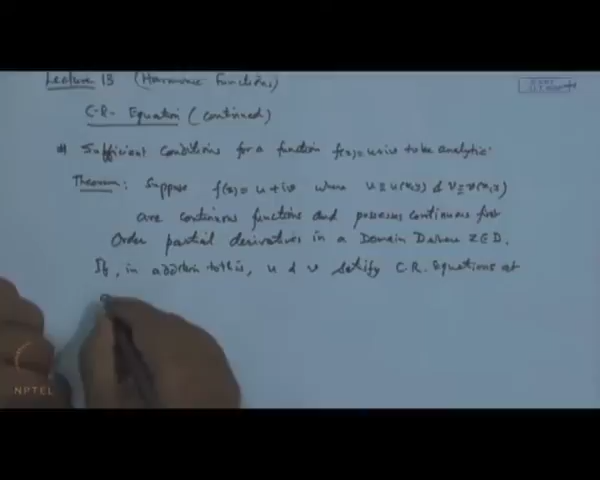 Lecture 13 (Harmonic Functions)
C-R- Equation (continued)
# Sufficient conditions for a function f(z)=u+iv to be analytic.
Theorem: Suppose f(z) = u + iv where u ≡ u(x,y) & v ≡ v(x,y)
are continuous functions and possesses continuous first
Order partial derivatives in a Domain D where z ∈ D.
If, in addition to this, u & v satisfy C.R. Equations at
NPTEL